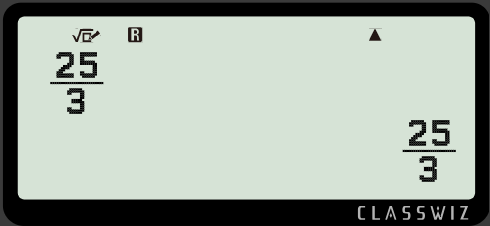 √□ R ▲
25/3
25/3
CLASSWIZ